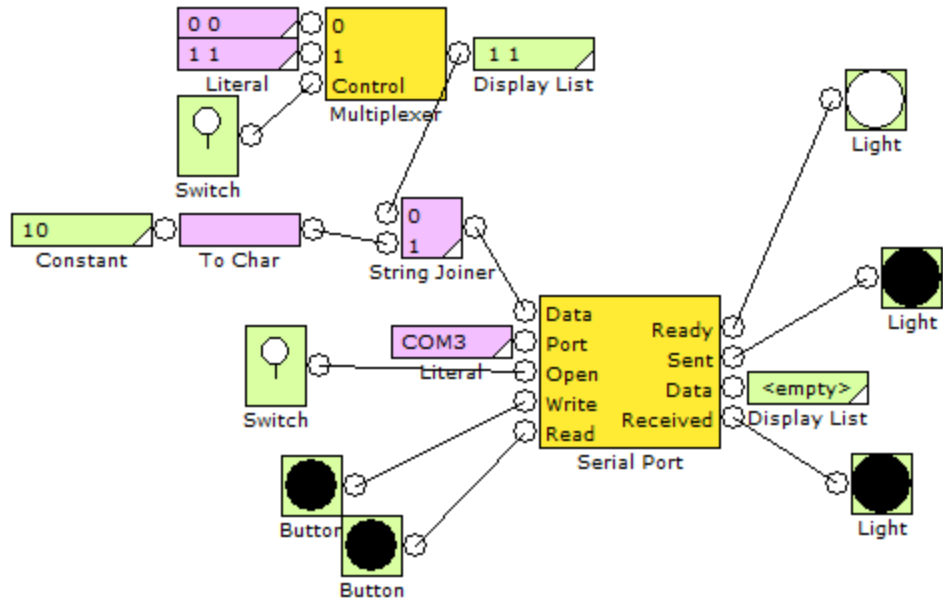 0 0
0
1 1
1
1 1
Literal
Control
Display List
Multiplexer
Light
Switch
10
0
1
Constant
To Char
String Joiner
Light
Data
Ready
COM3
Port
Sent
Literal
Open
Data
<empty>
Switch
Write
Received
Display List
Read
Serial Port
Button
Light
Button